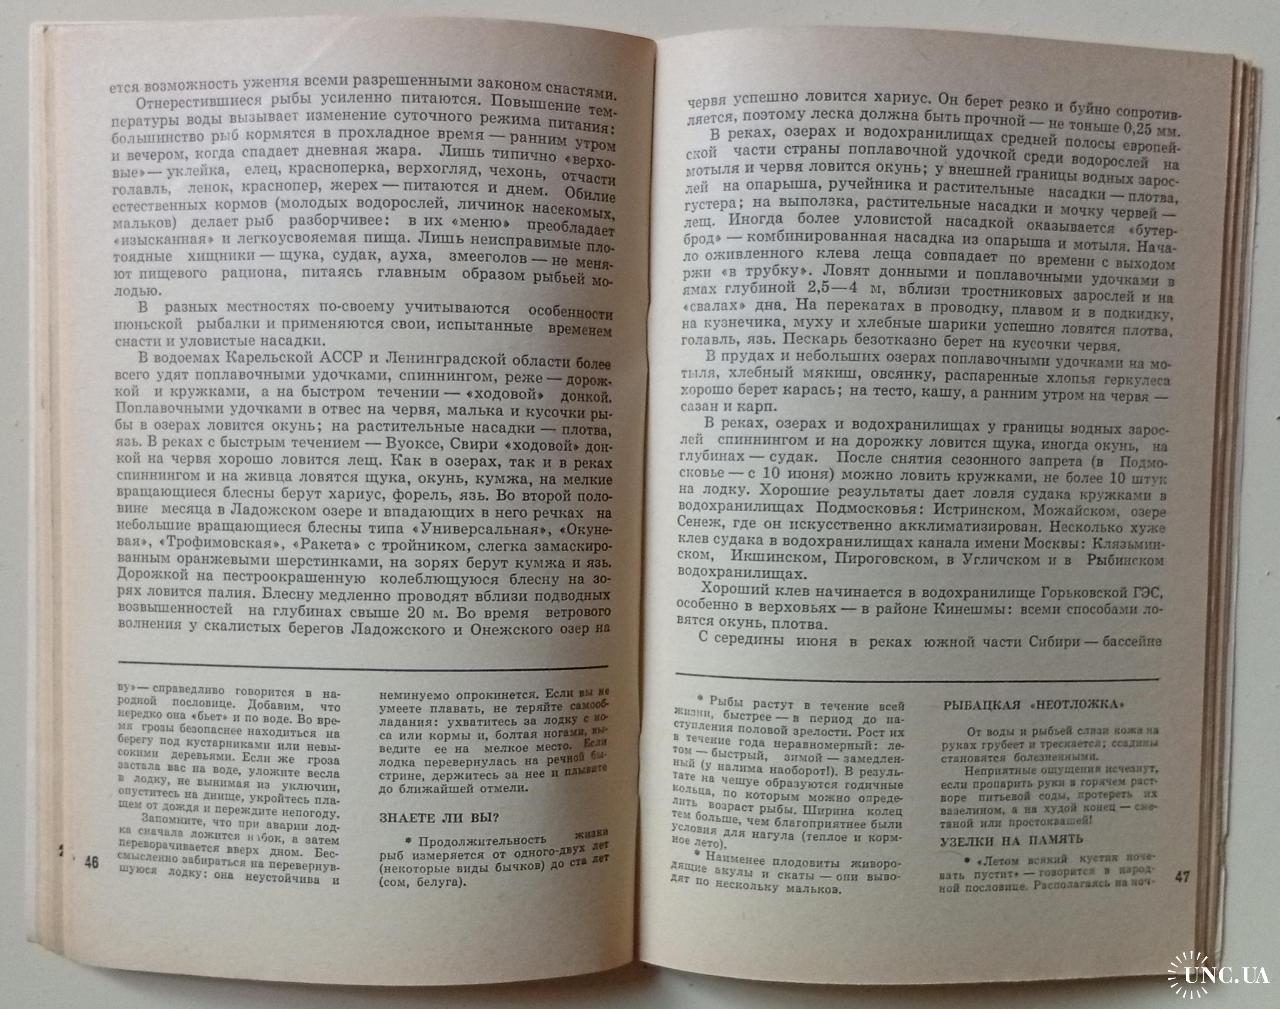 ется возможность ужения всеми разрешенными законом снастями.
Отнерестившиеся рыбы усиленно питаются. Повышение тем-
пературы воды вызывает изменение суточного режима питания:
большинство рыб кормятся в прохладное время — ранним утром
и вечером, когда спадает дневная жара. Лишь типично «верхо-
вые» — уклейка, елец, красноперка, верхогляд, чехонь, отчасти
голавль, ленок, краснопер, жерех — питаются и днем. Обилие
естественных кормов (молодых водорослей, личинок насекомых,
мальков) делает рыб разборчивее: в их «меню» преобладает
«изысканная» и легкоусвояемая пища. Лишь неисправимые пло-
тоядные хищники — щука, судак, ауха, змееголов — не меня-
ют пищевого рациона, питаясь главным образом рыбьей мо-
лодью.
В разных местностях по-своему учитываются особенности
июньской рыбалки и применяются свои, испытанные временем
снасти и уловистые насадки.
В водоемах Карельской АССР и Ленинградской области более
всего удят поплавочными удочками, спиннингом, реже — дорож-
кой и кружками, а на быстром течении — «ходовой» донкой.
Поплавочными удочками в отвес на червя, малька и кусочки ры-
бы в озерах ловится окунь; на растительные насадки — плотва,
язь. В реках с быстрым течением — Вуоксе, Свири «ходовой» дон-
кой на червя хорошо ловится лещ. Как в озерах, так и в реках
спиннингом и на живца ловятся щука, окунь, кумжа, на мелкие
вращающиеся блесны берут хариус, форель, язь. Во второй поло-
вине месяца в Ладожском озере и впадающих в него речках на
небольшие вращающиеся блесны типа «Универсальная», «Окуне-
вая», «Трофимовская», «Ракета» с тройником, слегка замаскиро-
ванным оранжевыми шерстинками, на зорях берут кумжа и язь.
Дорожкой на пестроокрашенную колеблющуюся блесну на зо-
рях ловится палия. Блесну медленно проводят вблизи подводных
возвышенностей на глубинах свыше 20 м. Во время ветрового
волнения у скалистых берегов Ладожского и Онежского озер на
ву» — справедливо говорится в на-
родной пословице. Добавим, что
нередко она «бьет» и по воде. Во вре-
мя грозы безопаснее находиться на
берегу под кустарниками или невы-
сокими деревьями. Если же гроза
застала вас на воде, уложите весла
в лодку, не вынимая из уключин,
опуститесь на днище, укройтесь пла-
щем от дождя и переждите непогоду.
Запомните, что при аварии лод-
ка сначала ложится набок, а затем
переворачивается вверх дном. Бес-
смысленно забираться на перевернув-
шуюся лодку: она неустойчива и
46
неминуемо опрокинется. Если вы не
умеете плавать, не теряйте самооб-
ладания: ухватитесь за лодку с но-
са или кормы и, болтая ногами, вы-
ведите ее на мелкое место. Если
лодка перевернулась на речной бы-
стрине, держитесь за нее и плывите
до ближайшей отмели.
ЗНАЕТЕ ЛИ ВЫ?
* Продолжительность жизни
рыб измеряется от одного-двух лет
(некоторые виды бычков) до ста лет
(сом, белуга).
червя успешно ловится хариус. Он берет резко и буйно сопротив-
ляется, поэтому леска должна быть прочной — не тоньше 0,25 мм.
В реках, озерах и водохранилищах средней полосы европей-
ской части страны поплавочной удочкой среди водорослей на
мотыля и червя ловится окунь; у внешней границы водных зарос-
лей на опарыша, ручейника и растительные насадки — плотва,
густера; на выползка, растительные насадки и мочку червей —
лещ. Иногда более уловистой насадкой оказывается «бутер-
брод» — комбинированная насадка из опарыша и мотыля. Нача-
ло оживленного клева леща совпадает по времени с выходом
ржи «в трубку». Ловят донными и поплавочными удочками в
ямах глубиной 2,5—4 м, вблизи тростниковых зарослей и на
«свалах» дна. На перекатах в проводку, плавом и в подкидку,
на кузнечика, муху и хлебные шарики успешно ловятся плотва,
голавль, язь. Пескарь безотказно берет на кусочки червя.
В прудах и небольших озерах поплавочными удочками на мо-
тыля, хлебный мякиш, овсянку, распаренные хлопья геркулеса
хорошо берет карась; на тесто, кашу, а ранним утром на червя —
сазан и карп.
В реках, озерах и водохранилищах у границы водных зарос-
лей спиннингом и на дорожку ловится щука, иногда окунь, на
глубинах — судак. После снятия сезонного запрета (в Подмо-
сковье — с 10 июня) можно ловить кружками, не более 10 штук
на лодку. Хорошие результаты дает ловля судака кружками в
водохранилищах Подмосковья: Истринском, Можайском, озере
Сенеж, где он искусственно акклиматизирован. Несколько хуже
клев судака в водохранилищах канала имени Москвы: Клязьмин-
ском, Икшинском, Пироговском, в Угличском и в Рыбинском
водохранилищах.
Хороший клев начинается в водохранилище Горьковской ГЭС,
особенно в верховьях — в районе Кинешмы: всеми способами ло-
вятся окунь, плотва.
С середины июня в реках южной части Сибири — бассейне
* Рыбы растут в течение всей
жизни, быстрее — в период до на-
ступления половой зрелости. Рост их
в течение года неравномерный: ле-
том — быстрый, зимой — замедлен-
ный (у налима наоборот!). В резуль-
тате на чешуе образуются годичные
кольца, по которым можно опреде-
лить возраст рыбы. Ширина колец
тем больше, чем благоприятнее были
условия для нагула (теплое и корм-
ное лето).
* Наименее плодовиты живоро-
дящие акулы и скаты — они выво-
дят по нескольку мальков.
РЫБАЦКАЯ «НЕОТЛОЖКА»
От воды и рыбьей слизи кожа на
руках грубеет и трескается; ссадины
становятся болезненными.
Неприятные ощущения исчезнут,
если пропарить руки в горячем раст-
воре питьевой соды, протереть их
вазелином, а на худой конец — сме-
таной или простоквашей!
УЗЕЛКИ НА ПАМЯТЬ
* «Летом всякий кустик ноче-
вать пустит» — говорится в народ-
ной пословице. Располагаясь на ноч-
47
UNC.UA